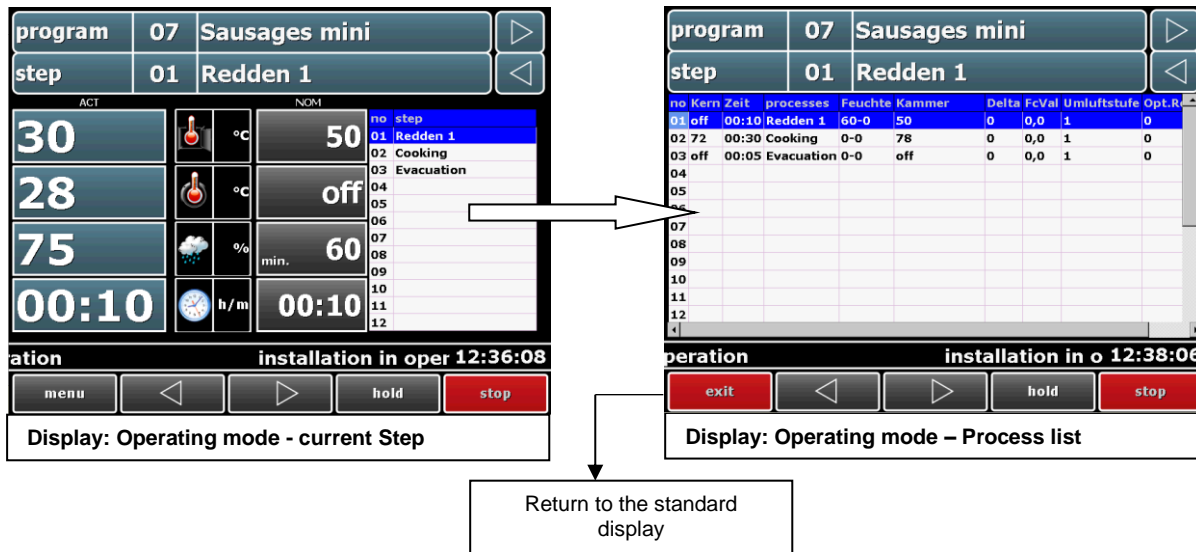 program 07 Sausages mini
step 01 Redden 1
ACT NOM
30 °C 50
28 °C off
75 % min. 60
00:10 h/m 00:10
no step
01 Redden 1
02 Cooking
03 Evacuation
04
05
06
07
08
09
10
11
12
ration installation in oper 12:36:08
menu hold stop
Display: Operating mode - current Step
program 07 Sausages mini
step 01 Redden 1
no Kern Zeit processes Feuchte Kammer Delta FcVal Umluftstufe Opt.R
01 off 00:10 Redden 1 60-0 50 0 0,0 1 0
02 72 00:30 Cooking 0-0 78 0 0,0 1 0
03 off 00:05 Evacuation 0-0 off 0 0,0 1 0
04
05
06
07
08
09
10
11
12
peration installation in o 12:38:06
exit hold stop
Display: Operating mode – Process list
Return to the standard
display